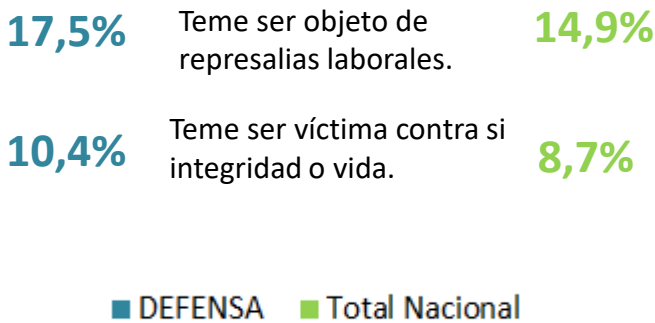 17,5% Teme ser objeto de represalias laborales. 14,9%
10,4% Teme ser víctima contra si integridad o vida. 8,7%
DEFENSA Total Nacional